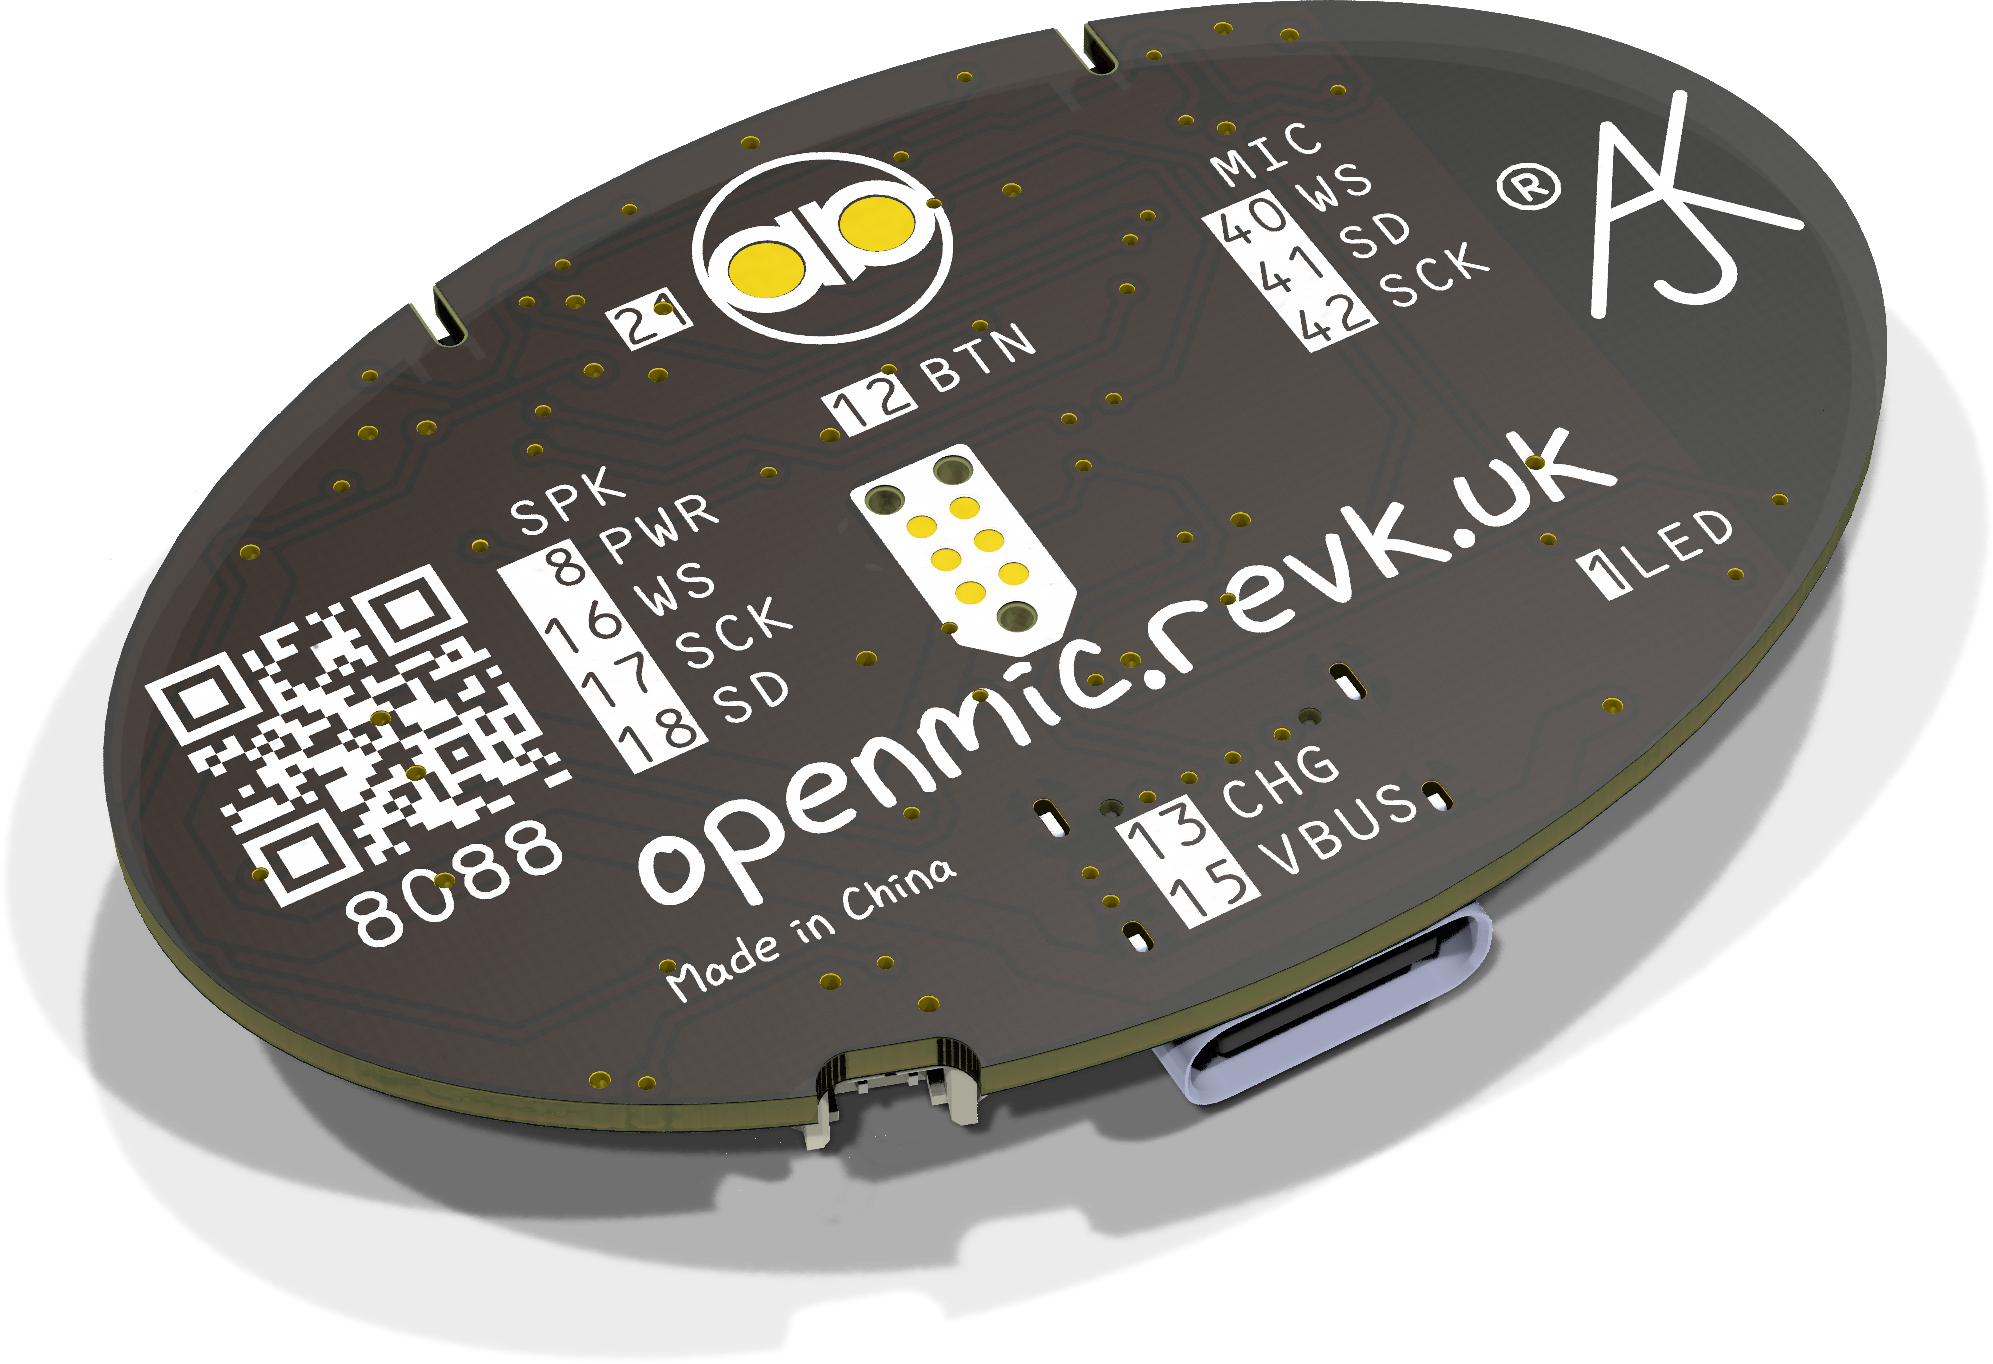 MIC
40 WS
41 SD
42 SCK
®
AJK
21
12 BTN
SPK
8 PWR
16 WS
17 SCK
18 SD
8088
openmic.revk.uk
Made in China
1 LED
13 CHG
15 VBUS